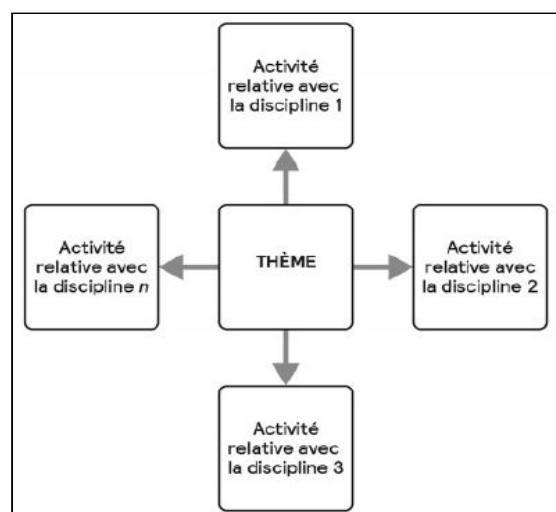 Activité
relative avec
la discipline 1
Activité
relative avec
la discipline n
THÈME
Activité
relative avec
la discipline 2
Activité
relative avec
la discipline 3